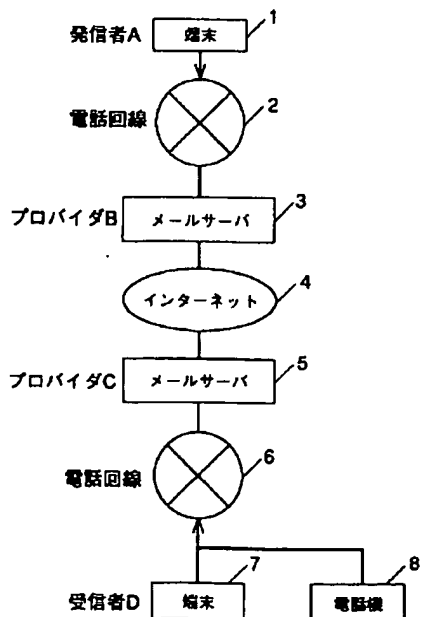 1
発信者A 端末
2
電話回線
3
プロバイダB メールサーバ
4
インターネット
5
プロバイダC メールサーバ
6
電話回線
7 8
受信者D 端末 電話機